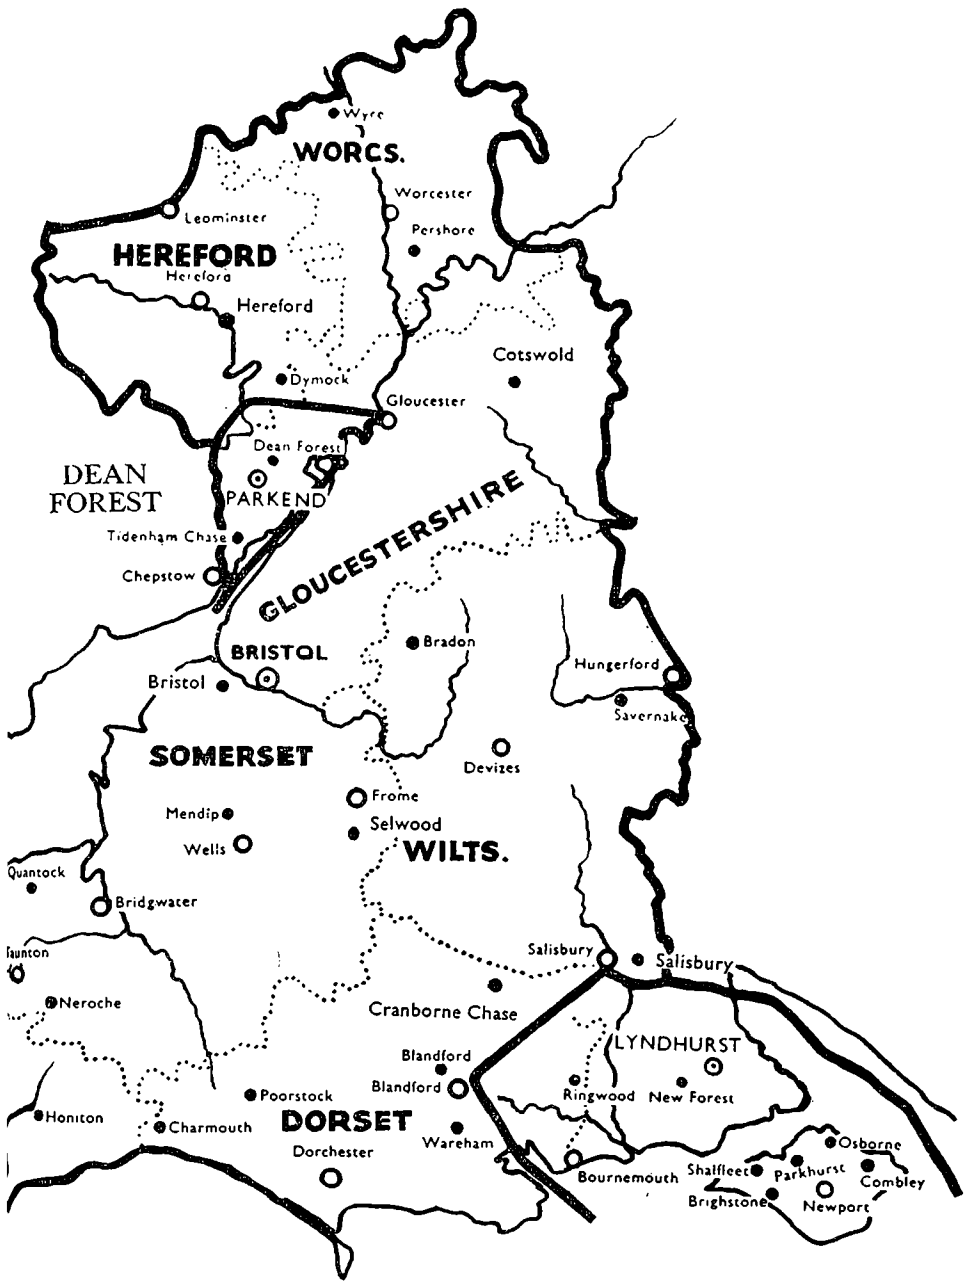 Wyre
WORCS.
Worcester
Leominster
Pershore
HEREFORD
Hereford
Hereford
Cotswold
Dymock
Gloucester
Dean Forest
DEAN
FOREST
PARKEND
GLOUCESTERSHIRE
Tidenham Chase
Chepstow
Bradon
BRISTOL
Hungerford
Bristol
Savernake
SOMERSET
Devizes
Frome
Mendip
Selwood
Wells
WILTS.
Quantock
Bridgwater
Salisbury
Taunton
Salisbury
Neroche
Cranborne Chase
LYNDHURST
Blandford
Blandford
Poorstock
Ringwood
New Forest
Honiton
Charmouth
DORSET
Wareham
Osborne
Dorchester
Shalfleet
Parkhurst
Bournemouth
Combley
Brighstone
Newport